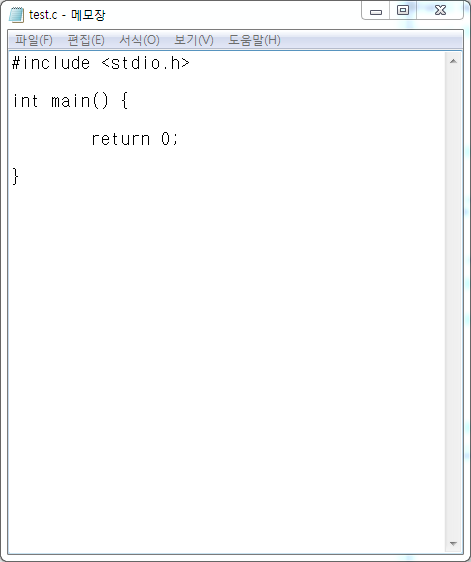 test.c - 메모장
파일(F) 편집(E) 서식(O) 보기(V) 도움말(H)
#include <stdio.h>
int main() {
return 0;
}